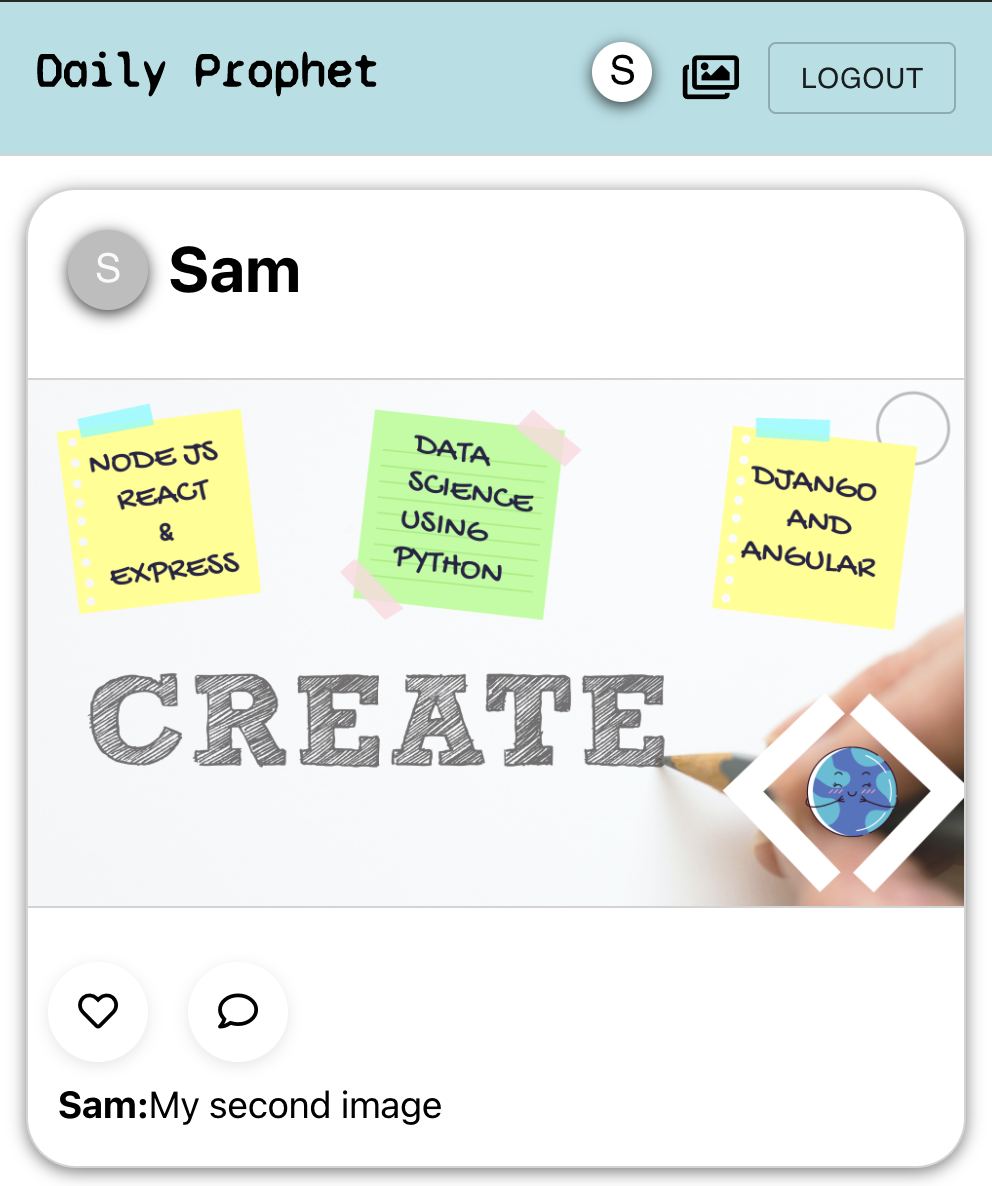 Daily Prophet
S
LOGOUT
S
Sam
NODE JS
REACT
&
EXPRESS
DATA
SCIENCE
USING
PYTHON
DJANGO
AND
ANGULAR
CREATE
Sam:My second image